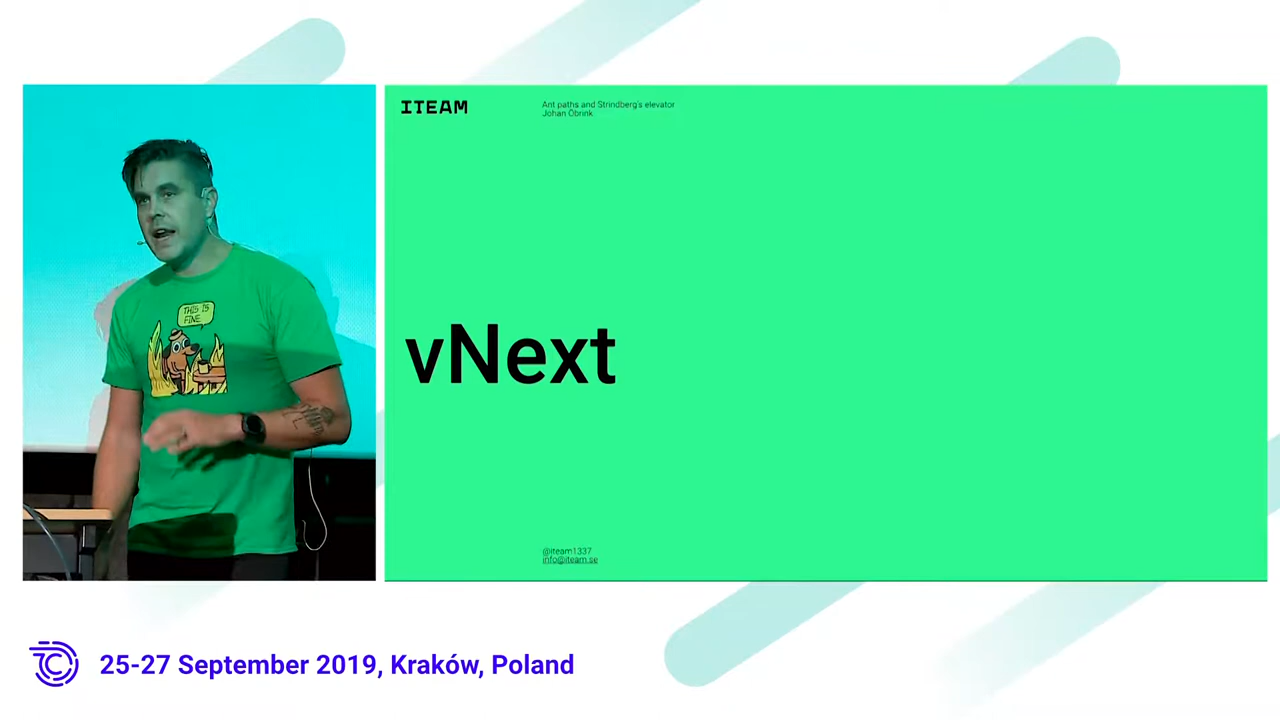 ITEAM
Ant paths and Strindberg's elevator
Johan Öbrink
THIS IS
FINE.
vNext
@iteam1337
info@iteam.se
25-27 September 2019, Kraków, Poland